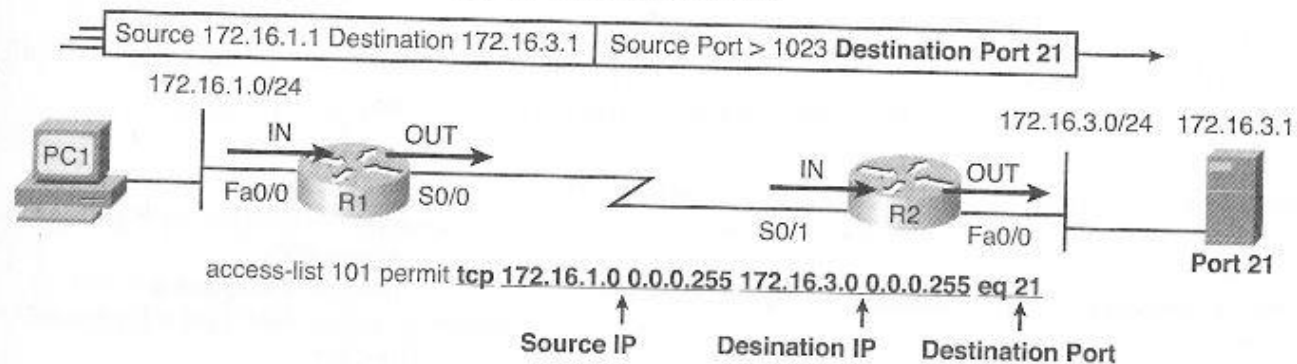 Source 172.16.1.1 Destination 172.16.3.1 Source Port > 1023 Destination Port 21
172.16.1.0/24
172.16.3.0/24 172.16.3.1
IN OUT
IN OUT
PC1
Fa0/0 R1 S0/0
S0/1 R2 Fa0/0
Port 21
access-list 101 permit tcp 172.16.1.0 0.0.0.255 172.16.3.0 0.0.0.255 eq 21
Source IP Desination IP Destination Port